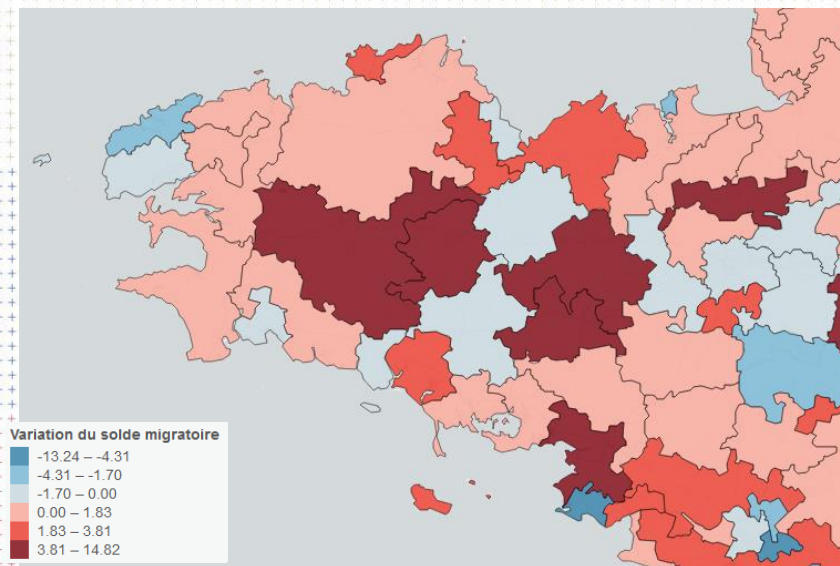 Variation du solde migratoire
-13.24 – -4.31
-4.31 – -1.70
-1.70 – 0.00
0.00 – 1.83
1.83 – 3.81
3.81 – 14.82